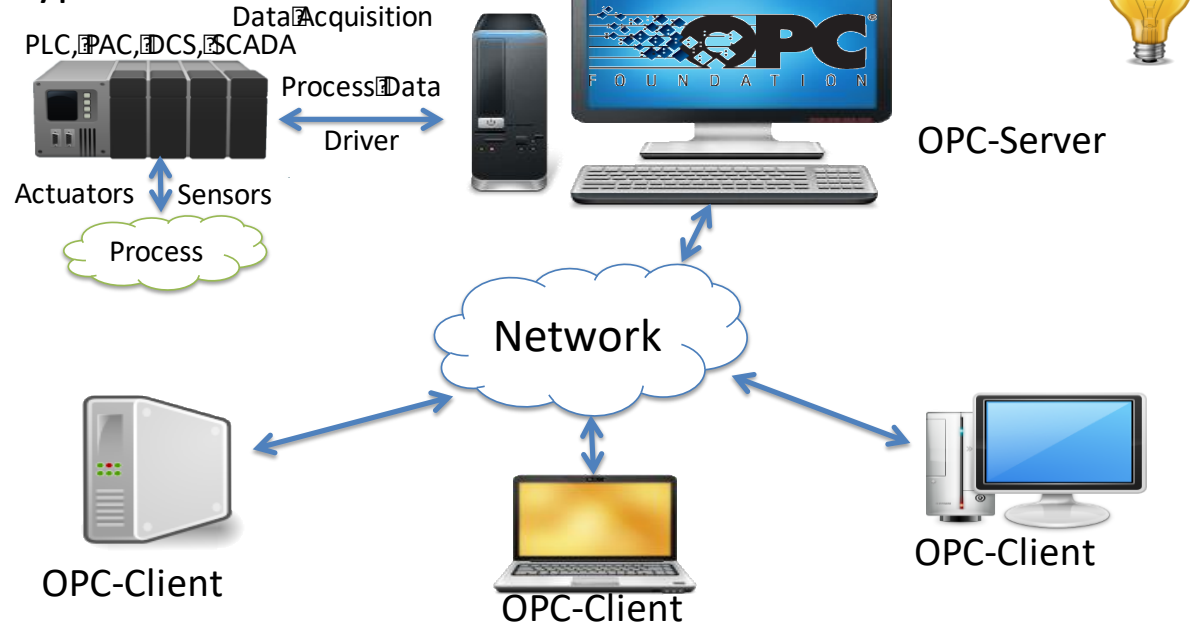 Data Acquisition
PLC, PAC, DCS, SCADA
Process Data
Driver
OPC
FOUNDATION
OPC-Server
Actuators
Sensors
Process
Network
OPC-Client
OPC-Client
OPC-Client